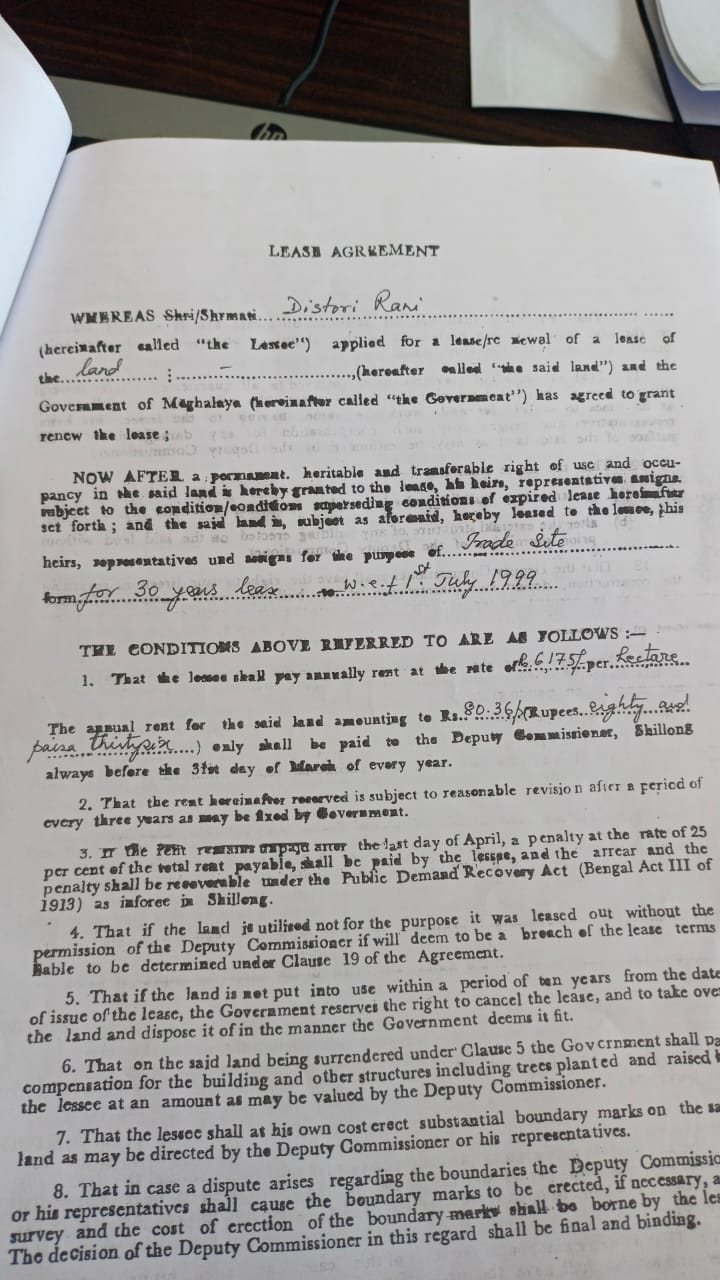 hp
LEASE AGREEMENT
WHEREAS Shri/Shrmati... Distori Rani ...........
(hereinafter called "the Lessee") applied for a lease/re newal of a lease of
the....land.... :.........-.........,(hereafter called "the said land") and the
Government of Maghalaya (hereinafter called "the Government") has agreed to grant
renew the lease ;
NOW AFTER a permanent. heritable and transferable right of use and occu-
pancy in the said land is hereby granted to the lease, his heirs, representatives assigns.
subject to the condition/conditions superseding conditions of expired lease hereinafter
set forth ; and the said land is, subject as aforesaid, hereby leased to the lessee, this
heirs, representatives und assigns for the purpose of.....Trade Site.....
form for 30 years lease...... w.e.f 1st. July 1999....
THE CONDITIONS ABOVE REFERRED TO ARE AS FOLLOWS :—
1. That the lessee shall pay annually rent at the rate of Rs. 6175/- per. Hectare...
The annual rent for the said land amounting to Rs..80.36/-(Rupees..eighty and
paisa thirtysix....) only shall be paid to the Deputy Commissioner, Shillong
always before the 31st day of March of every year.
2. That the rent hereinafter reserved is subject to reasonable revisio n after a period of
every three years as may be fixed by Government.
3. If the rent remains unpaid after the last day of April, a penalty at the rate of 25
per cent of the total rent payable, shall be paid by the lessee, and the arrear and the
penalty shall be recoverable under the Public Demand Recovery Act (Bengal Act III of
1913) as inforce in Shillong.
4. That if the land is utilised not for the purpose it was leased out without the
permission of the Deputy Commissioner if will deem to be a breach of the lease terms
liable to be determined under Clause 19 of the Agreement.
5. That if the land is not put into use within a period of ten years from the date
of issue of the lease, the Government reserves the right to cancel the lease, and to take ove
the land and dispose it of in the manner the Government deems it fit.
6. That on the said land being surrendered under Clause 5 the Government shall pa
compensation for the building and other structures including trees planted and raised
the lessee at an amount as may be valued by the Deputy Commissioner.
7. That the lessee shall at his own cost erect substantial boundary marks on the sa
land as may be directed by the Deputy Commissioner or his representatives.
8. That in case a dispute arises regarding the boundaries the Deputy Commissio
or his representatives shall cause the boundary marks to be erected, if necessary, a
survey and the cost of erection of the boundary marks shall be borne by the les
The decision of the Deputy Commissioner in this regard shall be final and binding.